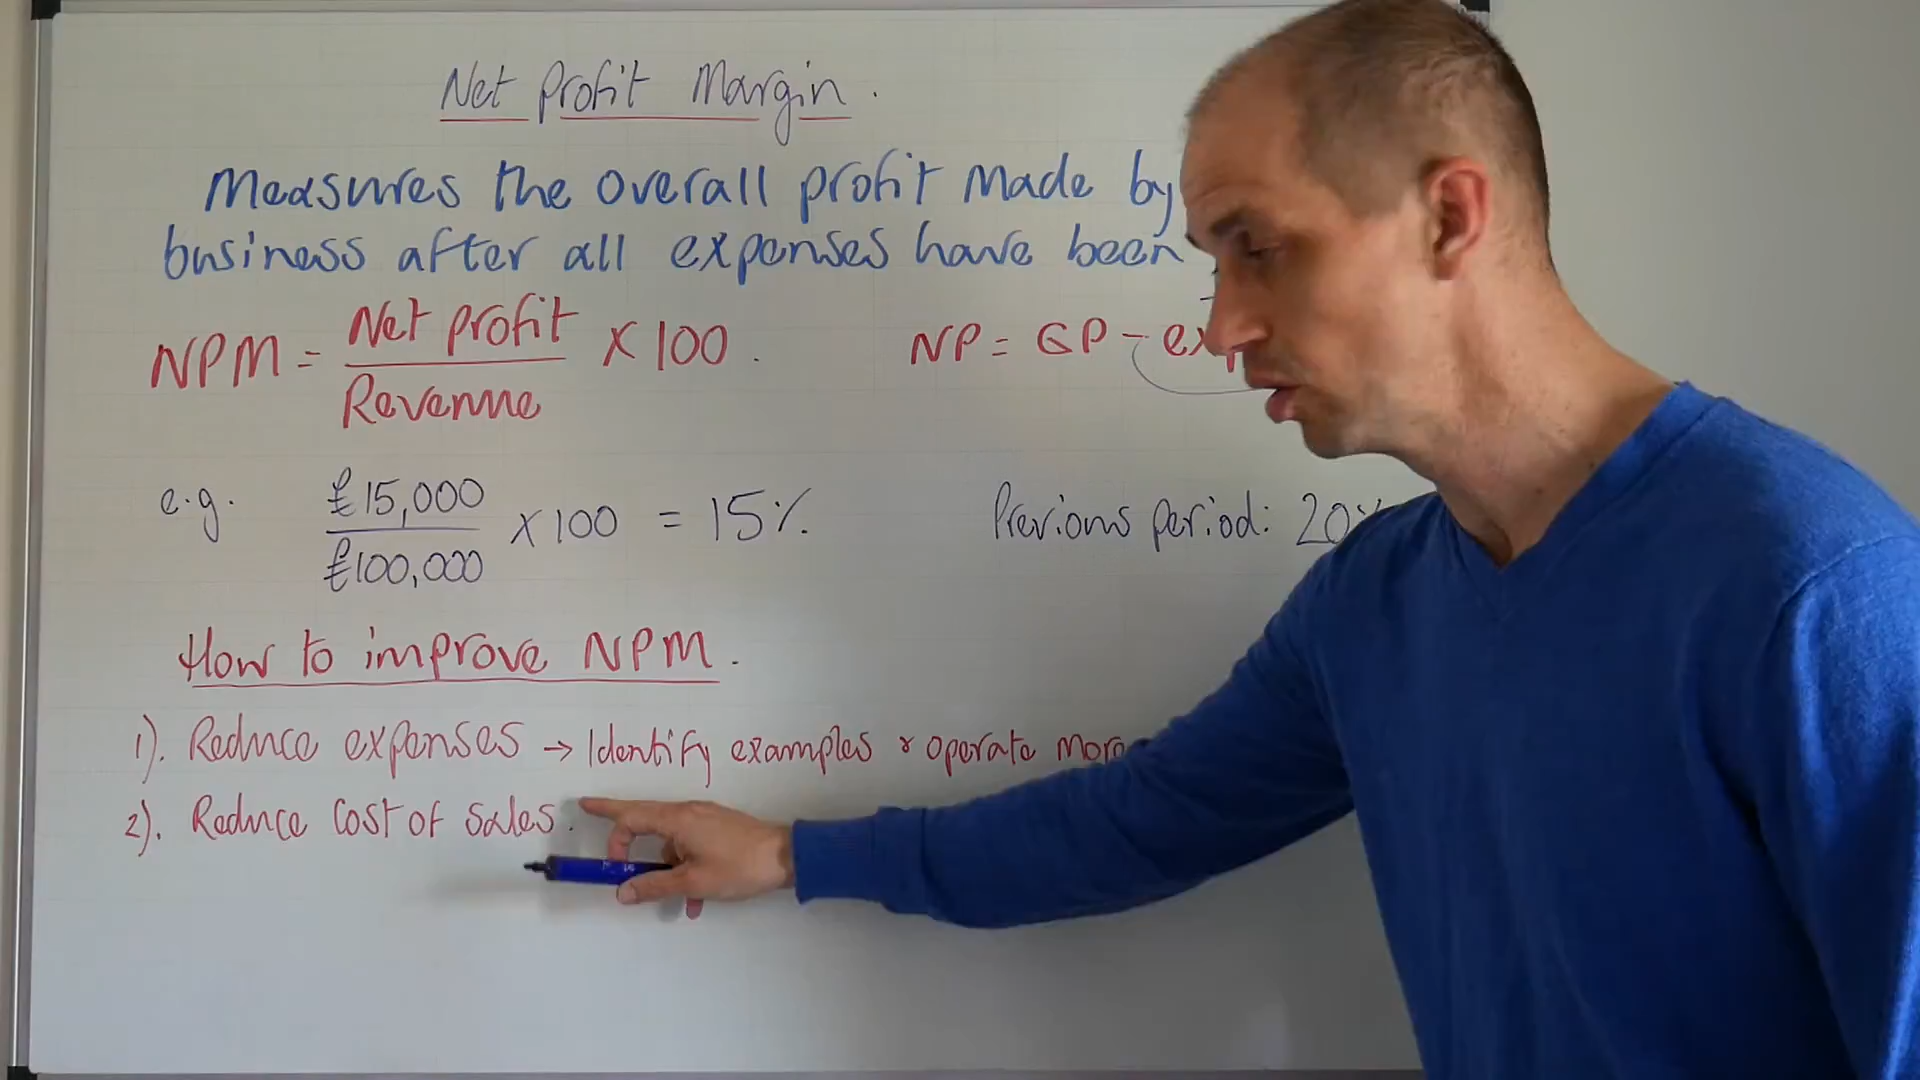 Net Profit Margin.
Measures the overall profit made by
business after all expenses have been
NPM = Net profit / Revenue × 100.
NP = GP - exp
e.g. £15,000 / £100,000 × 100 = 15%
Previous period: 20%
How to improve NPM.
1). Reduce expenses → Identify examples & operate more
2). Reduce cost of sales.